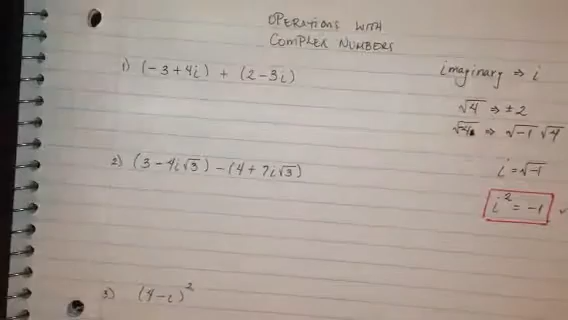 OPERATIONS WITH
COMPLEX NUMBERS
1) (-3+4i) + (2-3i)
imaginary ⇒ i
√4 ⇒ ±2
√-4 ⇒ √-1 √4
2) (3-4i√3) -(4+7i√3)
i=√-1
i² = -1
3) (4-i)²